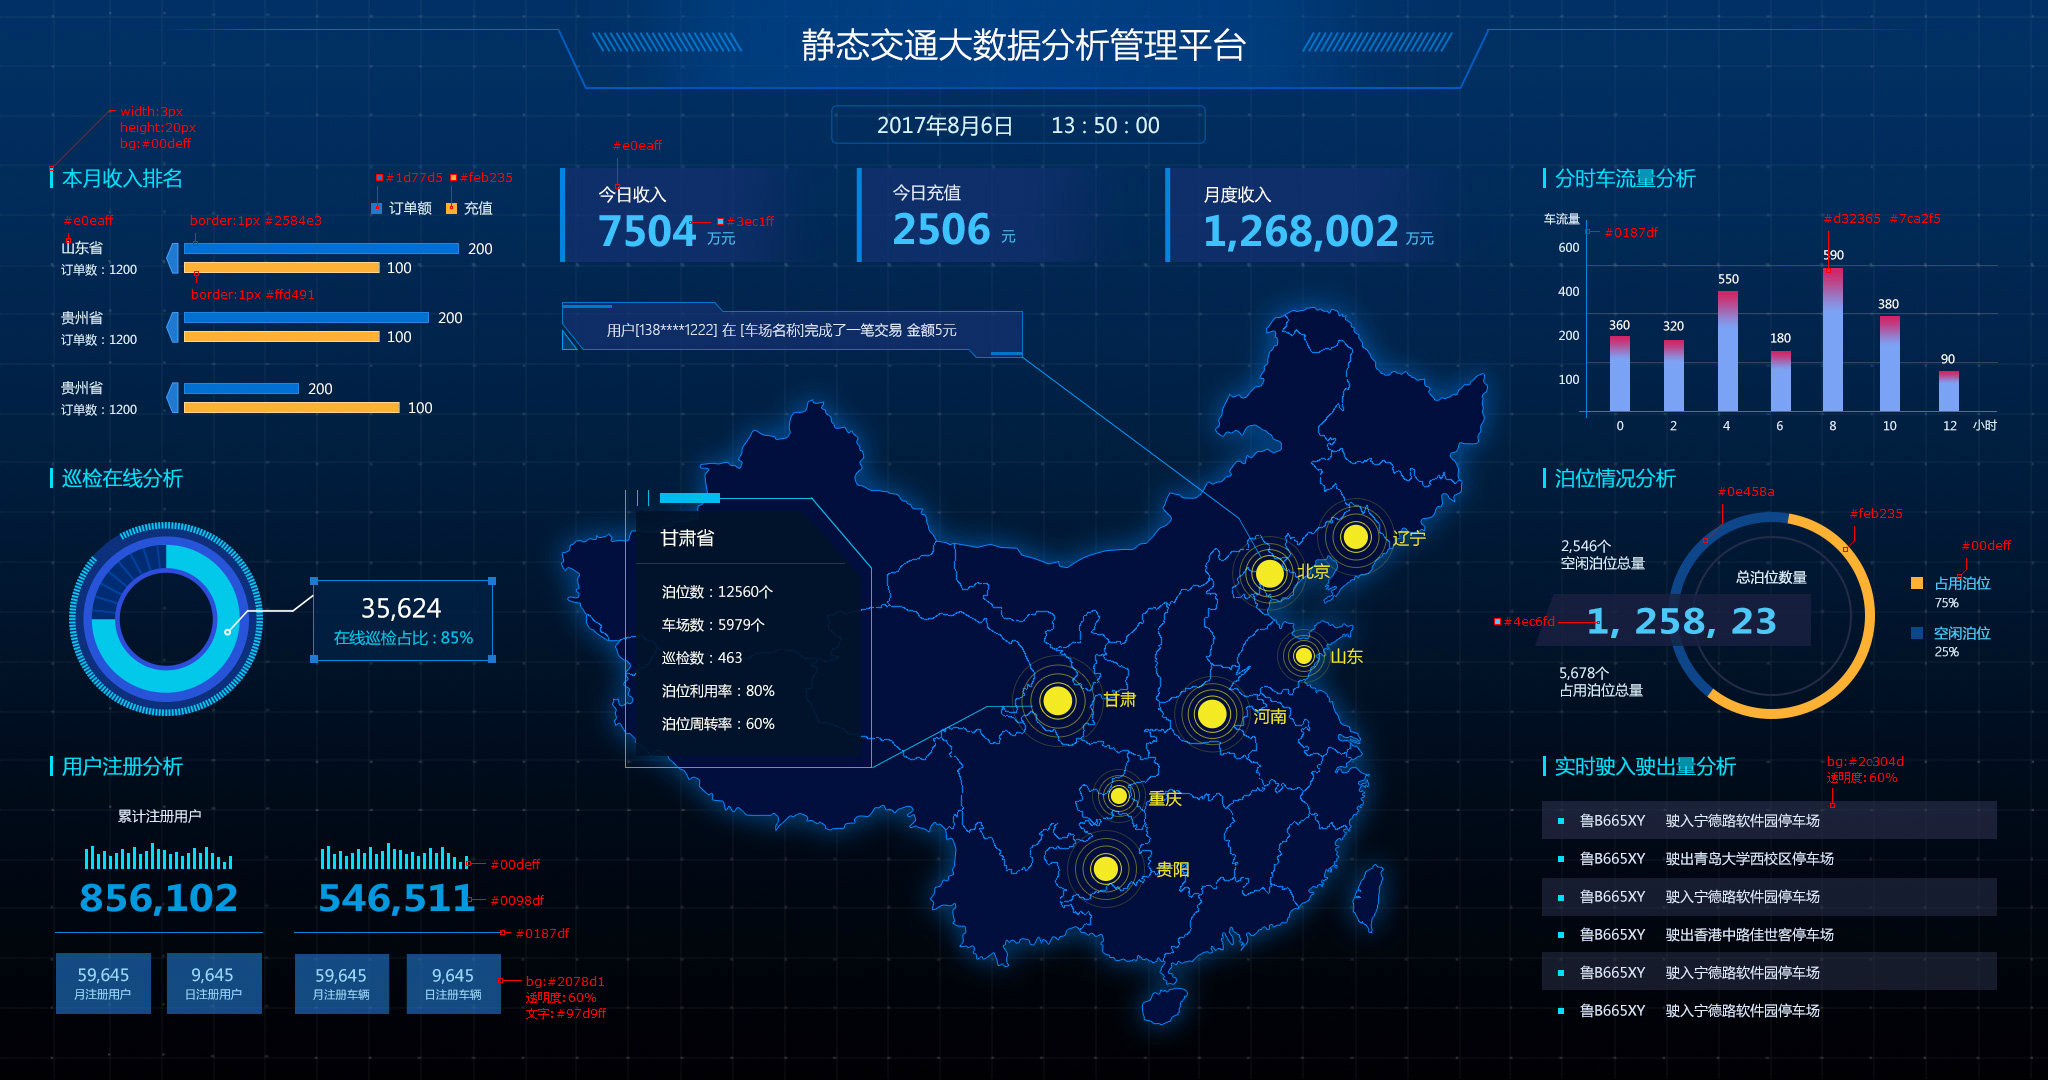 静态交通大数据分析管理平台
2017年8月6日 13 : 50 : 00
width:3px
height:20px
bg:#00deff
本月收入排名
#1d77d5 #feb235
订单额 充值
#e0eaff
border:1px #2584e3
山东省
订单数 : 1200
200
100
border:1px #ffd491
贵州省
订单数 : 1200
200
100
贵州省
订单数 : 1200
200
100
巡检在线分析
35,624
在线巡检占比 : 85%
用户注册分析
累计注册用户
856,102
546,511
#00deff
#0098df
#0187df
59,645
月注册用户
9,645
日注册用户
59,645
月注册车辆
9,645
日注册车辆
bg:#2078d1
透明度:60%
文字:#97d9ff
#e0eaff
今日收入
7504 万元
#3ec1ff
今日充值
2506 元
月度收入
1,268,002 万元
用户[138****1222] 在 [车场名称]完成了一笔交易 金额5元
甘肃省
泊位数 : 12560个
车场数 : 5979个
巡检数 : 463
泊位利用率 : 80%
泊位周转率 : 60%
辽宁
北京
山东
甘肃
河南
重庆
贵阳
分时车流量分析
车流量
#0187df
#d32365 #7ca2f5
600
400
200
100
360
320
550
180
590
380
90
0 2 4 6 8 10 12 小时
泊位情况分析
#0e458a
#feb235
#00deff
2,546个
空闲泊位总量
总泊位数量
#4ec6fd
1, 258, 23
5,678个
占用泊位总量
占用泊位
75%
空闲泊位
25%
实时驶入驶出量分析
bg:#2c304d
透明度:60%
鲁B665XY 驶入宁德路软件园停车场
鲁B665XY 驶出青岛大学西校区停车场
鲁B665XY 驶入宁德路软件园停车场
鲁B665XY 驶出香港中路佳世客停车场
鲁B665XY 驶入宁德路软件园停车场
鲁B665XY 驶入宁德路软件园停车场